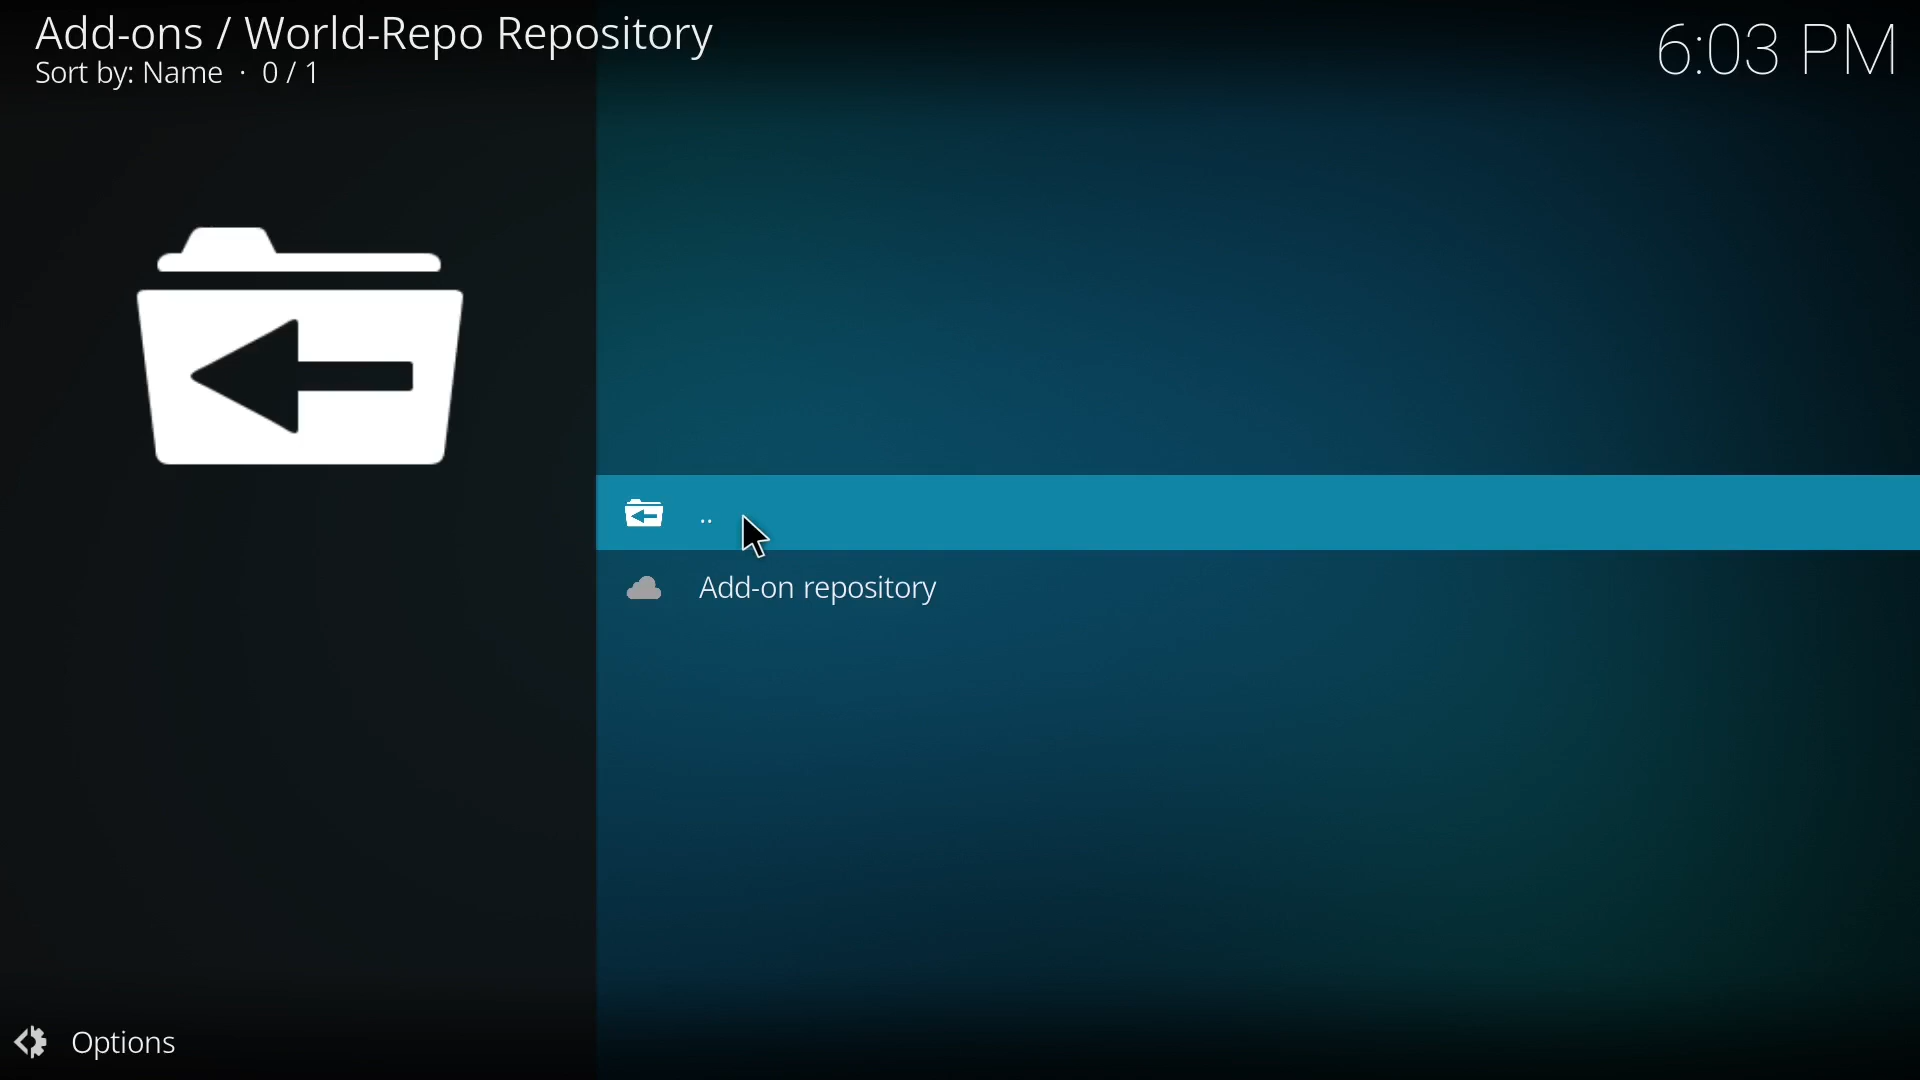 Add-ons / World-Repo Repository
Sort by: Name · 0 / 1
6:03 PM
..
Add-on repository
Options